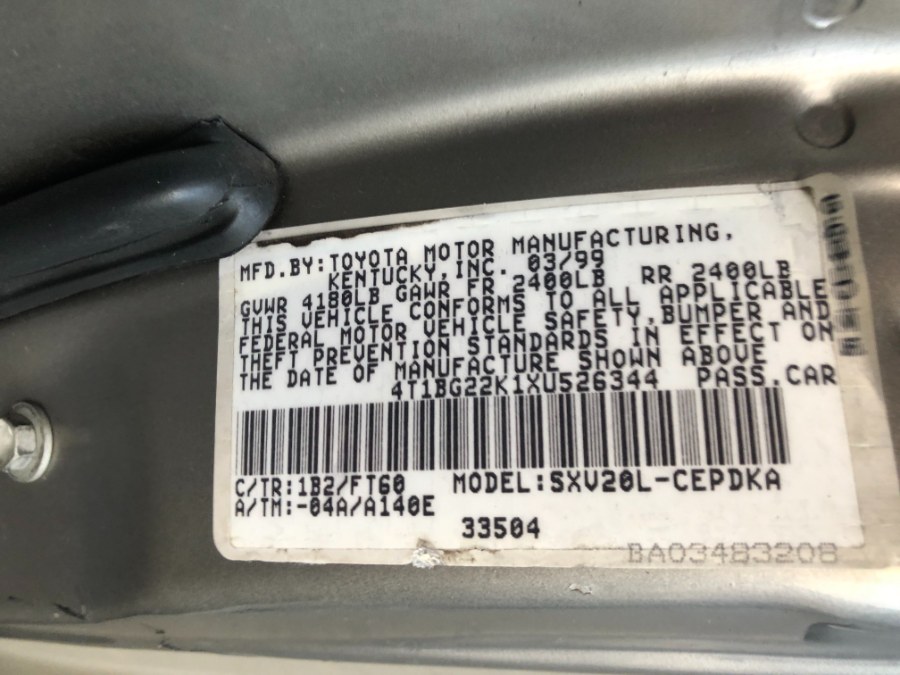 MFD.BY:TOYOTA MOTOR MANUFACTURING,
KENTUCKY,INC. 03/99
GVWR 4180LB GAWR FR 2400LB RR 2400LB
THIS VEHICLE CONFORMS TO ALL APPLICABLE
FEDERAL MOTOR VEHICLE SAFETY,BUMPER AND
THEFT PREVENTION STANDARDS IN EFFECT ON
THE DATE OF MANUFACTURE SHOWN ABOVE
4T1BG22K1XU526344 PASS.CAR
C/TR:1B2/FT60 MODEL:SXV20L-CEPDKA
A/TM:-04A/A140E
33504
BA03483208